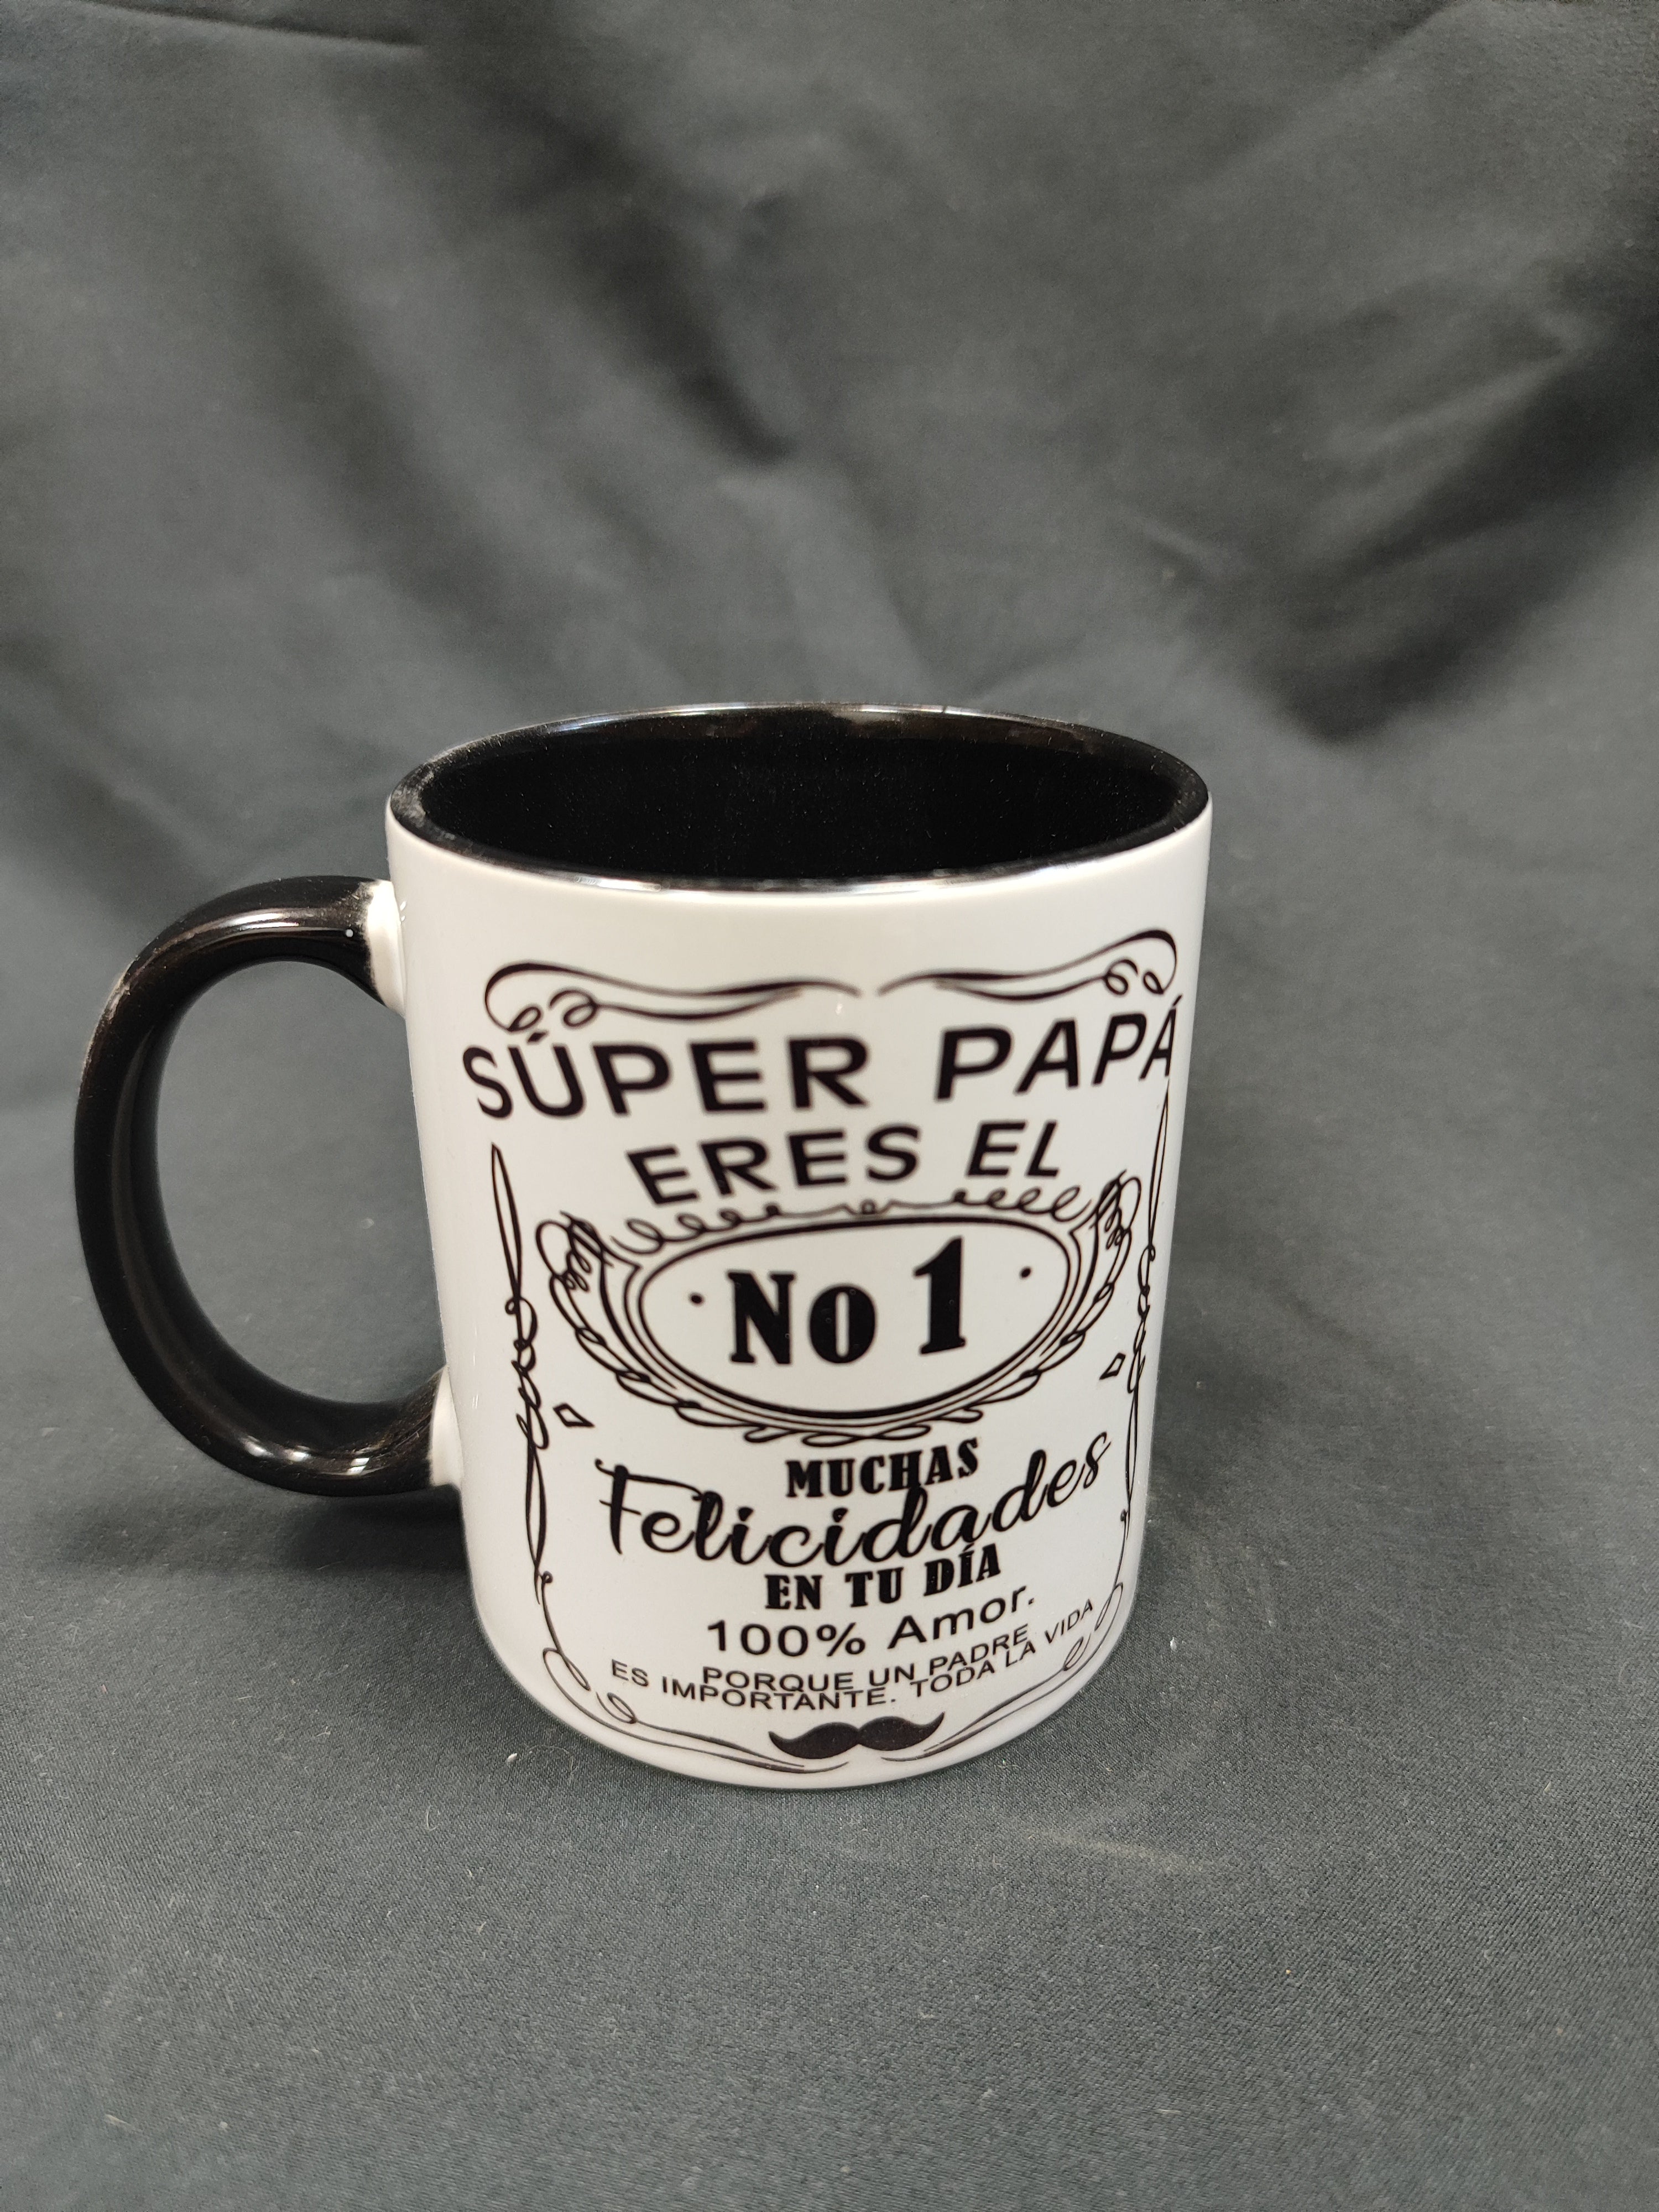 SÚPER PAPÁ
ERES EL
No 1
MUCHAS
Felicidades
EN TU DÍA
100% Amor.
PORQUE UN PADRE
ES IMPORTANTE. TODA LA VIDA